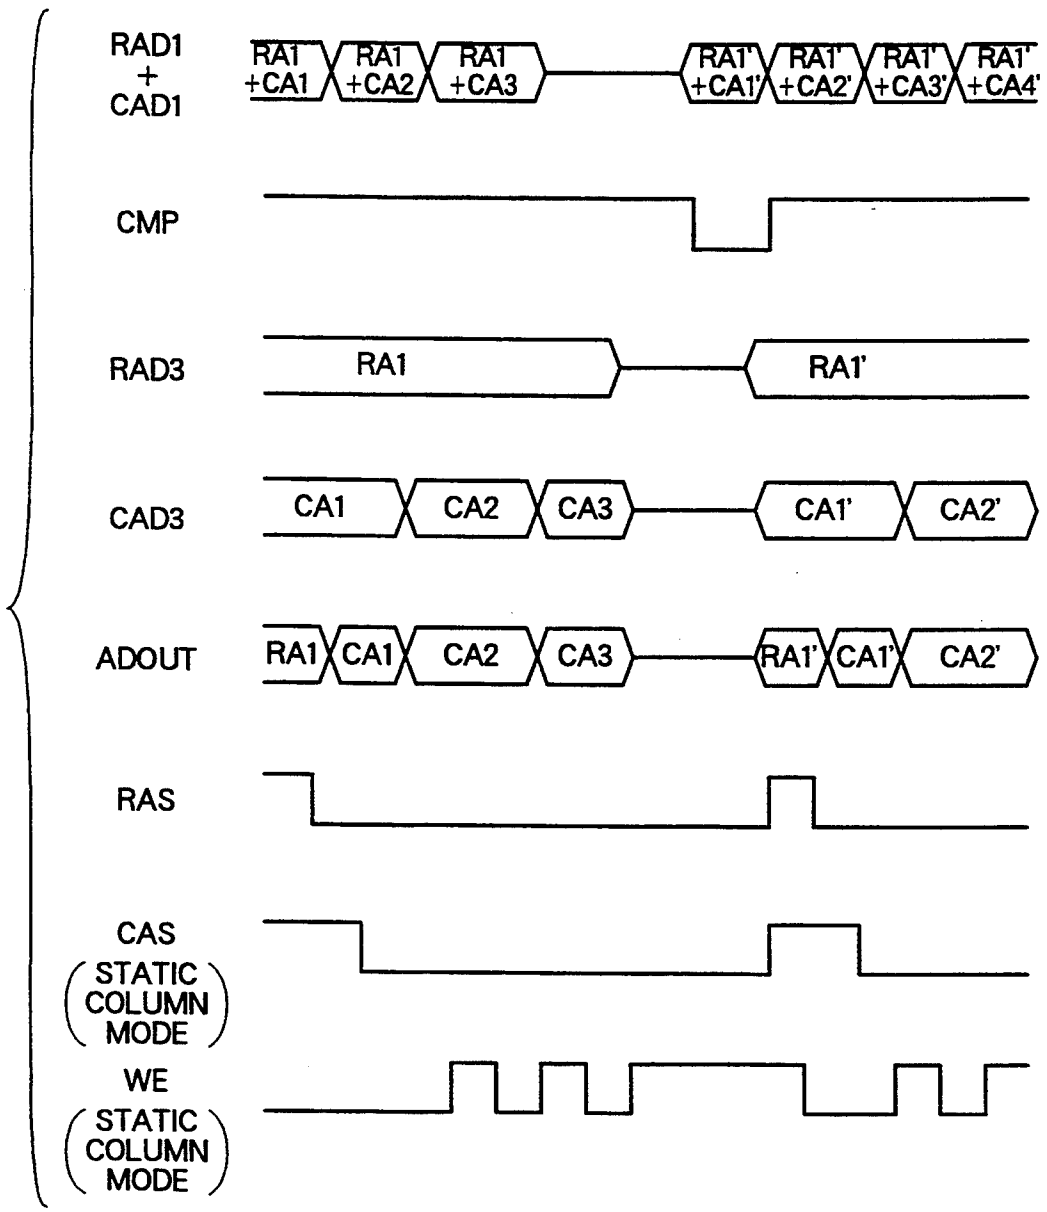 RAD1
+
CAD1
RA1
+CA1
RA1
+CA2
RA1
+CA3
RA1'
+CA1'
RA1'
+CA2'
RA1'
+CA3'
RA1'
+CA4'
CMP
RAD3
RA1
RA1'
CAD3
CA1
CA2
CA3
CA1'
CA2'
ADOUT
RA1
CA1
CA2
CA3
RA1'
CA1'
CA2'
RAS
CAS
(STATIC
COLUMN
MODE)
WE
(STATIC
COLUMN
MODE)